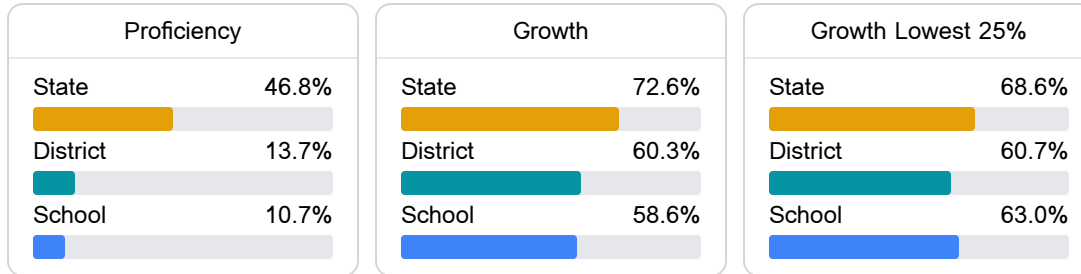 Proficiency
State 46.8%
District 13.7%
School 10.7%
Growth
State 72.6%
District 60.3%
School 58.6%
Growth Lowest 25%
State 68.6%
District 60.7%
School 63.0%